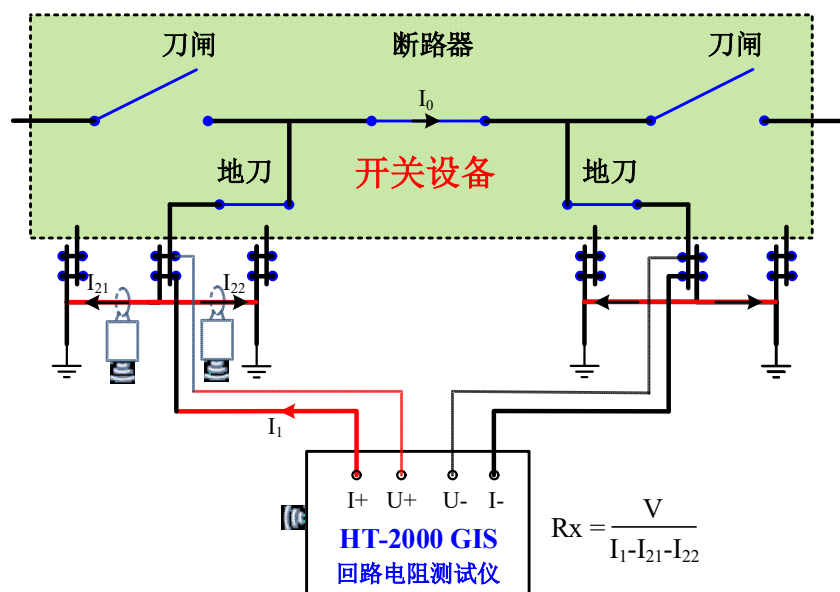 刀闸
断路器
刀闸
I0
地刀
开关设备
地刀
I21
I22
I1
I+ U+ U- I-
HT-2000 GIS
回路电阻测试仪
Rx = V
I1-I21-I22